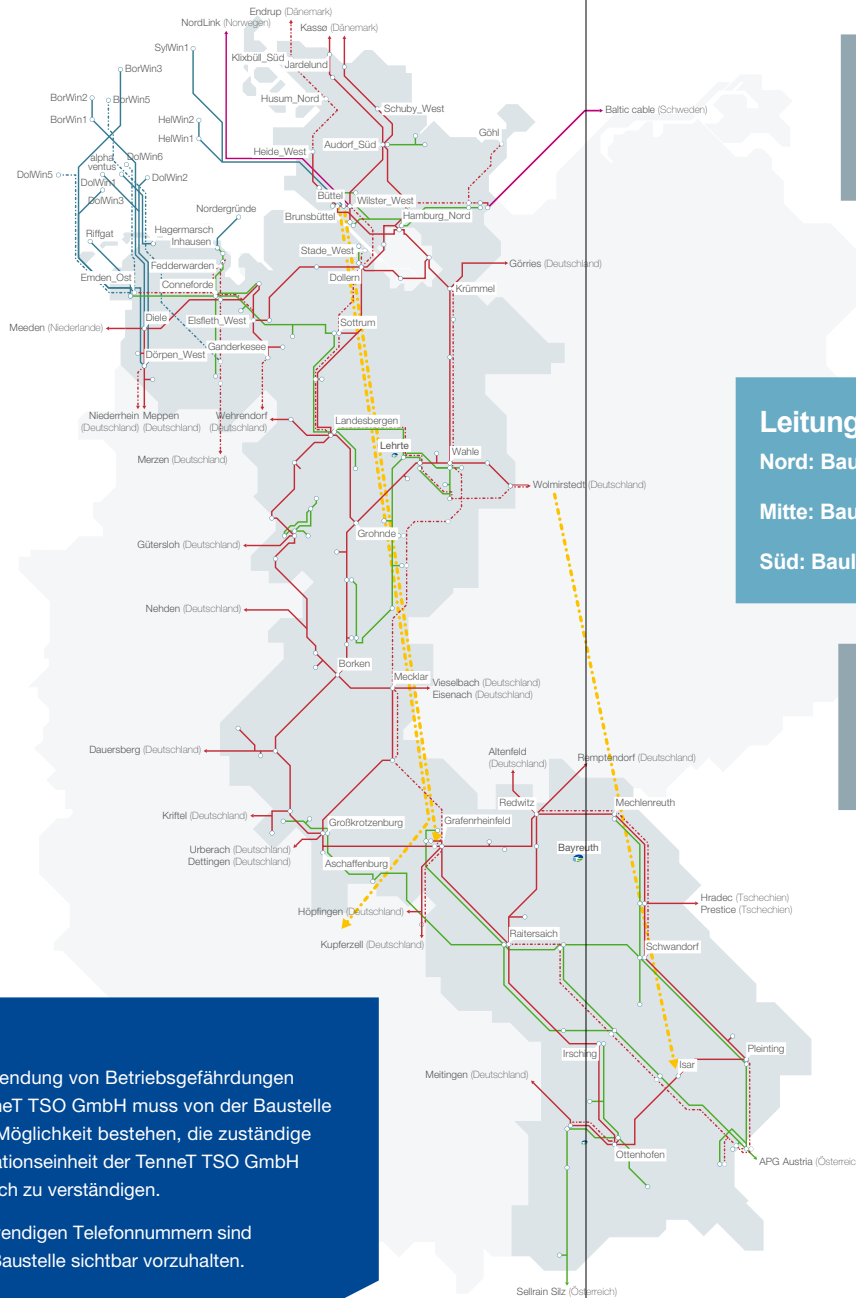 Endrup (Dänemark)
NordLink (Norwegen)
Kassø (Dänemark)
SylWin1
Klixbüll_Süd
Jardelund
BorWin3
BorWin2
BorWin5
Husum_Nord
Schuby_West
Baltic cable (Schweden)
BorWin1
HelWin2
HelWin1
Göhl
Audorf_Süd
Heide_West
alpha ventus
DolWin6
DolWin5
DolWin1
DolWin2
DolWin3
Büttel
Wilster_West
Nordergründe
Brunsbüttel
Hamburg_Nord
Riffgat
Hagermarsch
Inhausen
Stade_West
Fedderwarden
Görries (Deutschland)
Emden_Ost
Conneforde
Dollern
Krümmel
Diele
Elsfleth_West
Sottrum
Meeden (Niederlande)
Ganderkesee
Dörpen_West
Niederrhein
(Deutschland)
Meppen
(Deutschland)
Wehrendorf
(Deutschland)
Landesbergen
Lehrte
Wahle
Merzen (Deutschland)
Wolmirstedt (Deutschland)
Grohnde
Gütersloh (Deutschland)
Nehden (Deutschland)
Borken
Mecklar
Vieselbach (Deutschland)
Eisenach (Deutschland)
Dauersberg (Deutschland)
Altenfeld
(Deutschland)
Remptendorf (Deutschland)
Redwitz
Mechlenreuth
Kriftel (Deutschland)
Großkrotzenburg
Grafenrheinfeld
Urberach (Deutschland)
Dettingen (Deutschland)
Aschaffenburg
Bayreuth
Höpfingen (Deutschland)
Hradec (Tschechien)
Prestice (Tschechien)
Kupferzell (Deutschland)
Raitersaich
Schwandorf
Irsching
Isar
Pleinting
Meitingen (Deutschland)
Ottenhofen
APG Austria (Österreic
Sellrain Silz (Österreich)
Leitung
Nord: Bau
Mitte: Bau
Süd: Baul
endung von Betriebsgefährdungen
neT TSO GmbH muss von der Baustelle
Möglichkeit bestehen, die zuständige
ationseinheit der TenneT TSO GmbH
ch zu verständigen.
vendigen Telefonnummern sind
Baustelle sichtbar vorzuhalten.